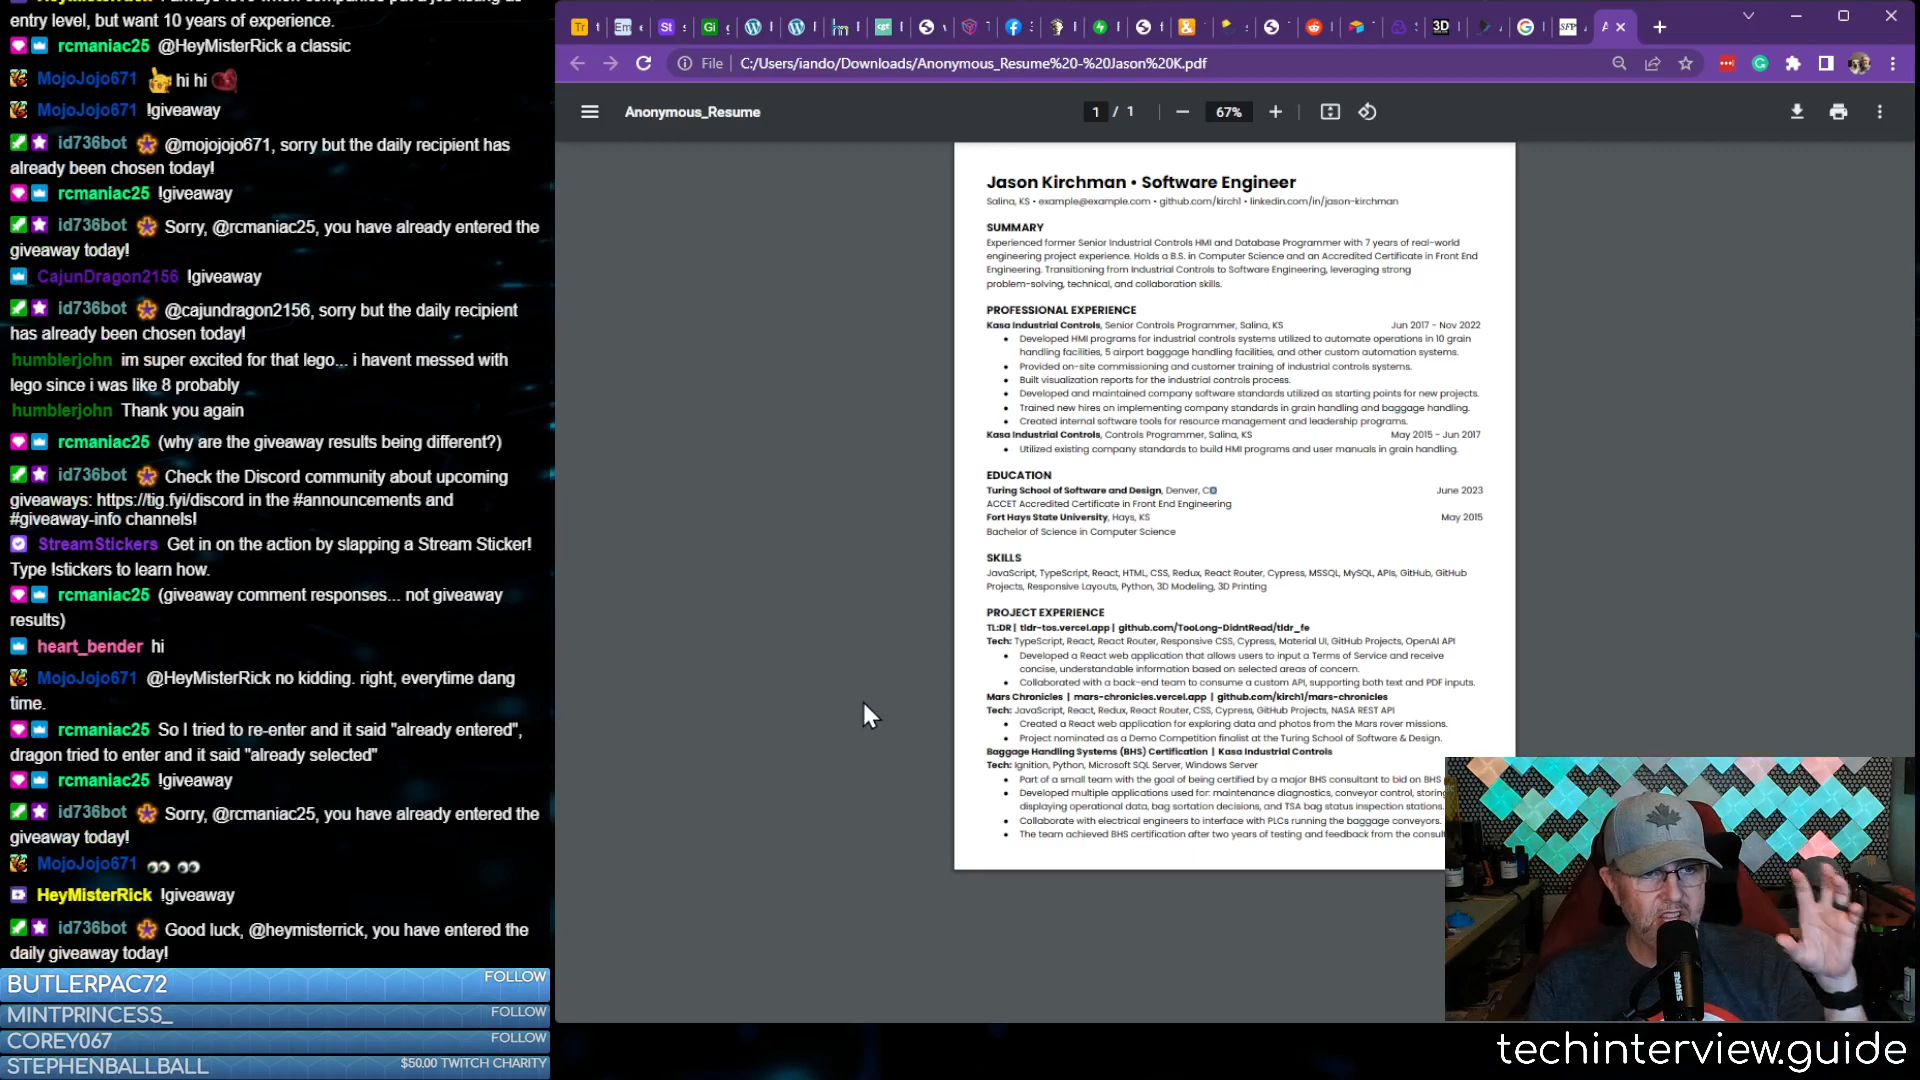 entry level, but want 10 years of experience.
rcmaniac25 @HeyMisterRick a classic
MojoJojo671 hi hi
MojoJojo671 !giveaway
id736bot @mojojojo671, sorry but the daily recipient has
already been chosen today!
rcmaniac25 !giveaway
id736bot Sorry, @rcmaniac25, you have already entered the
giveaway today!
CajunDragon2156 !giveaway
id736bot @cajundragon2156, sorry but the daily recipient
has already been chosen today!
humblerjohn im super excited for that lego... i havent messed with
lego since i was like 8 probably
humblerjohn Thank you again
rcmaniac25 (why are the giveaway results being different?)
id736bot Check the Discord community about upcoming
giveaways: https://tig.fyi/discord in the #announcements and
#giveaway-info channels!
StreamStickers Get in on the action by slapping a Stream Sticker!
Type !stickers to learn how.
rcmaniac25 (giveaway comment responses... not giveaway
results)
heart_bender hi
MojoJojo671 @HeyMisterRick no kidding. right, everytime dang
time.
rcmaniac25 So I tried to re-enter and it said "already entered",
dragon tried to enter and it said "already selected"
rcmaniac25 !giveaway
id736bot Sorry, @rcmaniac25, you have already entered the
giveaway today!
MojoJojo671
HeyMisterRick !giveaway
id736bot Good luck, @heymisterrick, you have entered the
daily giveaway today!
BUTLERPAC72 FOLLOW
MINTPRINCESS_ FOLLOW
COREY067 FOLLOW
STEPHENBALLBALL $50.00 TWITCH CHARITY
File C:/Users/iando/Downloads/Anonymous_Resume%20-%20Jason%20K.pdf
Anonymous_Resume 1 / 1 67%
Jason Kirchman • Software Engineer
Salina, KS • example@example.com • github.com/kirch1 • linkedin.com/in/jason-kirchman
SUMMARY
Experienced former Senior Industrial Controls HMI and Database Programmer with 7 years of real-world
engineering project experience. Holds a B.S. in Computer Science and an Accredited Certificate in Front End
Engineering. Transitioning from Industrial Controls to Software Engineering, leveraging strong
problem-solving, technical, and collaboration skills.
PROFESSIONAL EXPERIENCE
Kasa Industrial Controls, Senior Controls Programmer, Salina, KS Jun 2017 - Nov 2022
• Developed HMI programs for industrial controls systems utilized to automate operations in 10 grain
handling facilities, 5 airport baggage handling facilities, and other custom automation systems.
• Provided on-site commissioning and customer training of industrial controls systems.
• Built visualization reports for the industrial controls process.
• Developed and maintained company software standards utilized as starting points for new projects.
• Trained new hires on implementing company standards in grain handling and baggage handling.
• Created internal software tools for resource management and leadership programs.
Kasa Industrial Controls, Controls Programmer, Salina, KS May 2015 - Jun 2017
• Utilized existing company standards to build HMI programs and user manuals in grain handling.
EDUCATION
Turing School of Software and Design, Denver, CO June 2023
ACCET Accredited Certificate in Front End Engineering
Fort Hays State University, Hays, KS May 2015
Bachelor of Science in Computer Science
SKILLS
JavaScript, TypeScript, React, HTML, CSS, Redux, React Router, Cypress, MSSQL, MySQL, APIs, GitHub, GitHub
Projects, Responsive Layouts, Python, 3D Modeling, 3D Printing
PROJECT EXPERIENCE
TL:DR | tldr-tos.vercel.app | github.com/TooLong-DidntRead/tldr_fe
Tech: TypeScript, React, React Router, Responsive CSS, Cypress, Material UI, GitHub Projects, OpenAI API
• Developed a React web application that allows users to input a Terms of Service and receive
concise, understandable information based on selected areas of concern.
• Collaborated with a back-end team to consume a custom API, supporting both text and PDF inputs.
Mars Chronicles | mars-chronicles.vercel.app | github.com/kirch1/mars-chronicles
Tech: JavaScript, React, Redux, React Router, CSS, Cypress, GitHub Projects, NASA REST API
• Created a React web application for exploring data and photos from the Mars rover missions.
• Project nominated as a Demo Competition finalist at the Turing School of Software & Design.
Baggage Handling Systems (BHS) Certification | Kasa Industrial Controls
Tech: Ignition, Python, Microsoft SQL Server, Windows Server
• Part of a small team with the goal of being certified by a major BHS consultant to bid on BHS
• Developed multiple applications used for: maintenance diagnostics, conveyor control, storing
displaying operational data, bag sortation decisions, and TSA bag status inspection stations.
• Collaborate with electrical engineers to interface with PLCs running the baggage conveyors.
• The team achieved BHS certification after two years of testing and feedback from the
SHURE
techinterview.guide